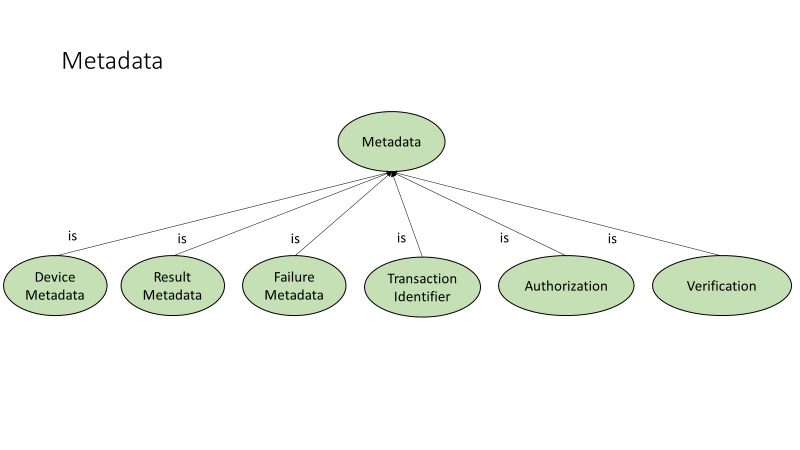 Metadata
Metadata
is
is
is
is
is
is
Device
Metadata
Result
Metadata
Failure
Metadata
Transaction
Identifier
Authorization
Verification